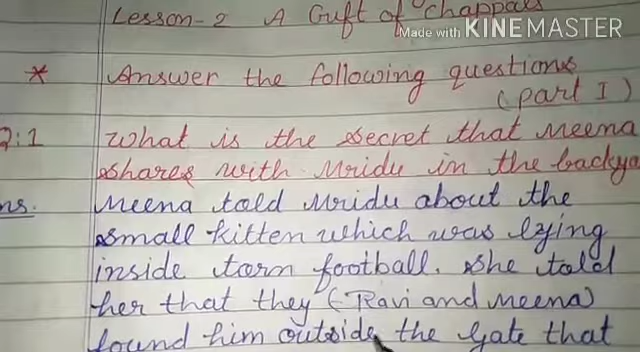 Lesson-2 A Guft of Chappals
Made with KINEMASTER
* Answer the following questions
(part I)
Q:1 What is the secret that Meena
shares with Mridu in the backya
ns. Meena told Mridu about the
small kitten which was lying
inside torn football. She told
her that they (Ravi and Meena)
found him outside the gate that